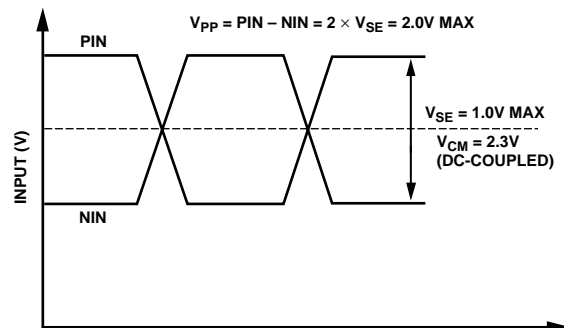 V_PP = PIN – NIN = 2 × V_SE = 2.0V MAX
PIN
V_SE = 1.0V MAX
V_CM = 2.3V
(DC-COUPLED)
INPUT (V)
NIN